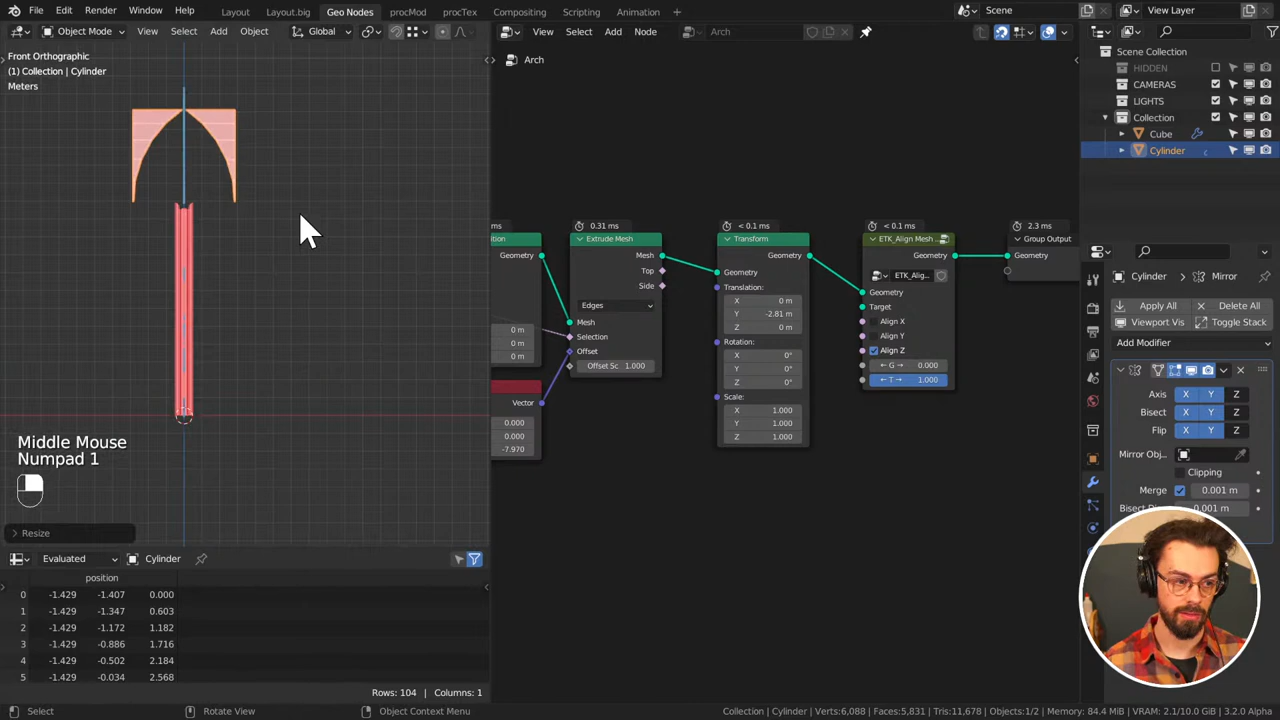 File Edit Render Window Help Layout Layout.big Geo Nodes procMod procTex Compositing Scripting Animation + Scene View Layer
Object Mode View Select Add Object Global View Select Add Node Arch
Front Orthographic
(1) Collection | Cylinder
Meters
Arch
Scene Collection
HIDDEN
CAMERAS
LIGHTS
Collection
Cube
Cylinder
0.31 ms < 0.1 ms < 0.1 ms 2.3 ms
Extrude Mesh Transform ETK_Align Mesh Group Output
Geometry Mesh Geometry Geometry Geometry
Top Geometry ETK_Alig...
Side Translation: Geometry
Edges X 0 m Target
Mesh Y -2.81 m Align X
0 m Selection Z 0 m Align Y
0 m Offset Rotation: Align Z
0 m Offset Sc 1.000 X 0° ← G → 0.000
Y 0° ← T → 1.000
Z 0°
Vector Scale:
0.000 X 1.000
0.000 Y 1.000
-7.970 Z 1.000
Cylinder Mirror
Apply All Delete All
Viewport Vis Toggle Stack
Add Modifier
Axis X Y Z
Bisect X Y Z
Flip X Y Z
Mirror Obj...
Clipping
Merge 0.001 m
0.001 m
Middle Mouse
Numpad 1
Resize
Evaluated Cylinder
position
0 -1.429 -1.407 0.000
1 -1.429 -1.347 0.603
2 -1.429 -1.172 1.182
3 -1.429 -0.886 1.716
4 -1.429 -0.502 2.184
5 -1.429 -0.034 2.568
Rows: 104 | Columns: 1
Select Rotate View Object Context Menu Collection | Cylinder | Verts:6,088 | Faces:5,831 | Tris:11,678 | Objects:1/2 | Memory: 84.4 MiB | VRAM: 2.1/10.0 GiB | 3.2.0 Alpha